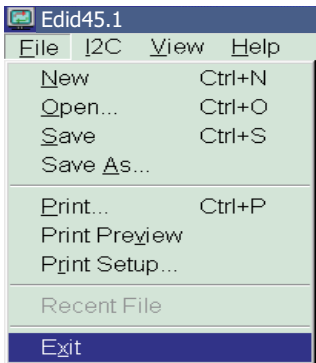 Edid45.1
File I2C View Help
New Ctrl+N
Open... Ctrl+O
Save Ctrl+S
Save As...
Print... Ctrl+P
Print Preview
Print Setup...
Recent File
Exit